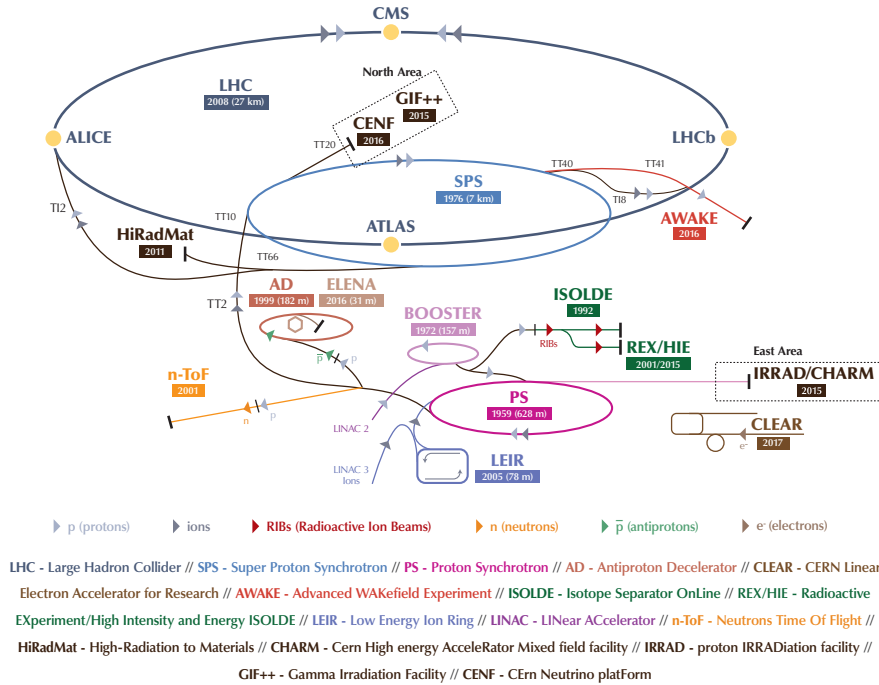 CMS
North Area
LHC
2008 (27 km)
GIF++
2015
CENF
2016
TT20
ALICE
LHCb
TT40
TT41
SPS
1976 (7 km)
TI8
TI2
TT10
AWAKE
2016
ATLAS
HiRadMat
2011
TT66
AD
1999 (182 m)
ELENA
2016 (31 m)
TT2
ISOLDE
1992
BOOSTER
1972 (157 m)
RIBs
REX/HIE
2001/2015
p
p
East Area
n-ToF
2001
IRRAD/CHARM
2015
PS
1959 (628 m)
n
p
CLEAR
2017
LINAC 2
e-
LEIR
2005 (78 m)
LINAC 3
Ions
p (protons)
ions
RIBs (Radioactive Ion Beams)
n (neutrons)
p̅ (antiprotons)
e- (electrons)
LHC - Large Hadron Collider // SPS - Super Proton Synchrotron // PS - Proton Synchrotron // AD - Antiproton Decelerator // CLEAR - CERN Linear
Electron Accelerator for Research // AWAKE - Advanced WAKefield Experiment // ISOLDE - Isotope Separator OnLine // REX/HIE - Radioactive
EXperiment/High Intensity and Energy ISOLDE // LEIR - Low Energy Ion Ring // LINAC - LINear ACcelerator // n-ToF - Neutrons Time Of Flight //
HiRadMat - High-Radiation to Materials // CHARM - Cern High energy AcceleRator Mixed field facility // IRRAD - proton IRRADiation facility //
GIF++ - Gamma Irradiation Facility // CENF - CErn Neutrino platForm